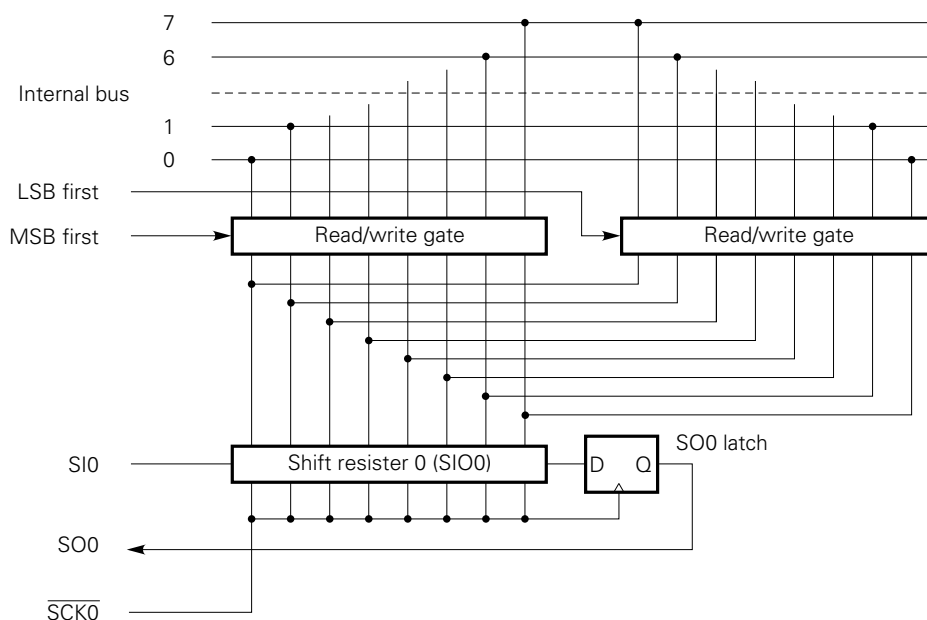 7
6
Internal bus
1
0
LSB first
MSB first
Read/write gate
Read/write gate
SO0 latch
SI0
Shift resister 0 (SIO0)
D
Q
SO0
SCK0